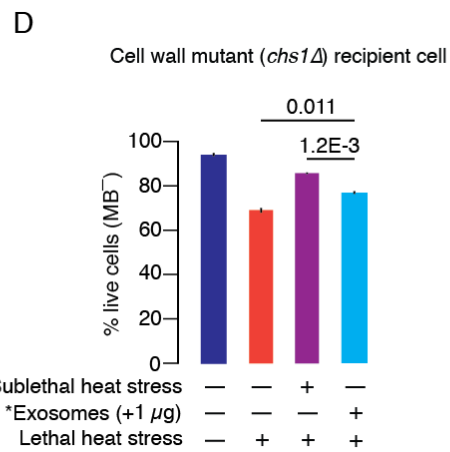 D
Cell wall mutant (chs1Δ) recipient cell
0.011
1.2E-3
100
80
60
40
20
0
% live cells (MB⁻)
ublethal heat stress — — + —
*Exosomes (+1 µg) — — — +
Lethal heat stress — + + +